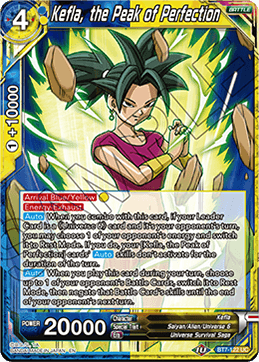 4
Kefla, the Peak of Perfection
BATTLE
1 +10000
Arrival Blue/Yellow
Energy-Exhaust
Auto When you combo with this card, if your Leader
Card is a Universe 6 card and it's your opponent's turn,
you may choose 1 of your opponent's energy and switch
it to Rest Mode. If you do, your [Kefla, the Peak of
Perfection] cards' Auto skills don't activate for the
duration of this turn.
Auto When you play this card during your turn, choose
up to 1 of your opponent's Battle Cards, switch it to Rest
Mode, then negate that Battle Card's skills until the end
of your opponent's next turn.
POWER 20000
Character Kefla
Saiyan/Alien/Universe 6
Universe Survival Saga
BT7-122 UC